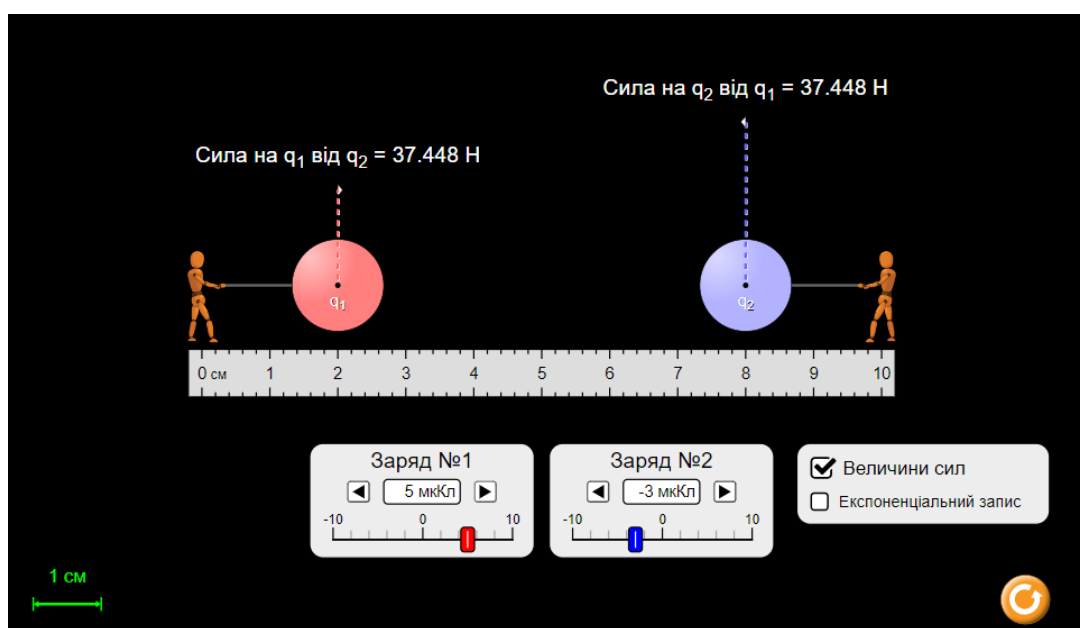 Сила на q₂ від q₁ = 37.448 Н
Сила на q₁ від q₂ = 37.448 Н
q₁
q₂
0 см 1 2 3 4 5 6 7 8 9 10
Заряд №1
5 мкКл
-10 0 10
Заряд №2
-3 мкКл
-10 0 10
Величини сил
Експоненціальний запис
1 см